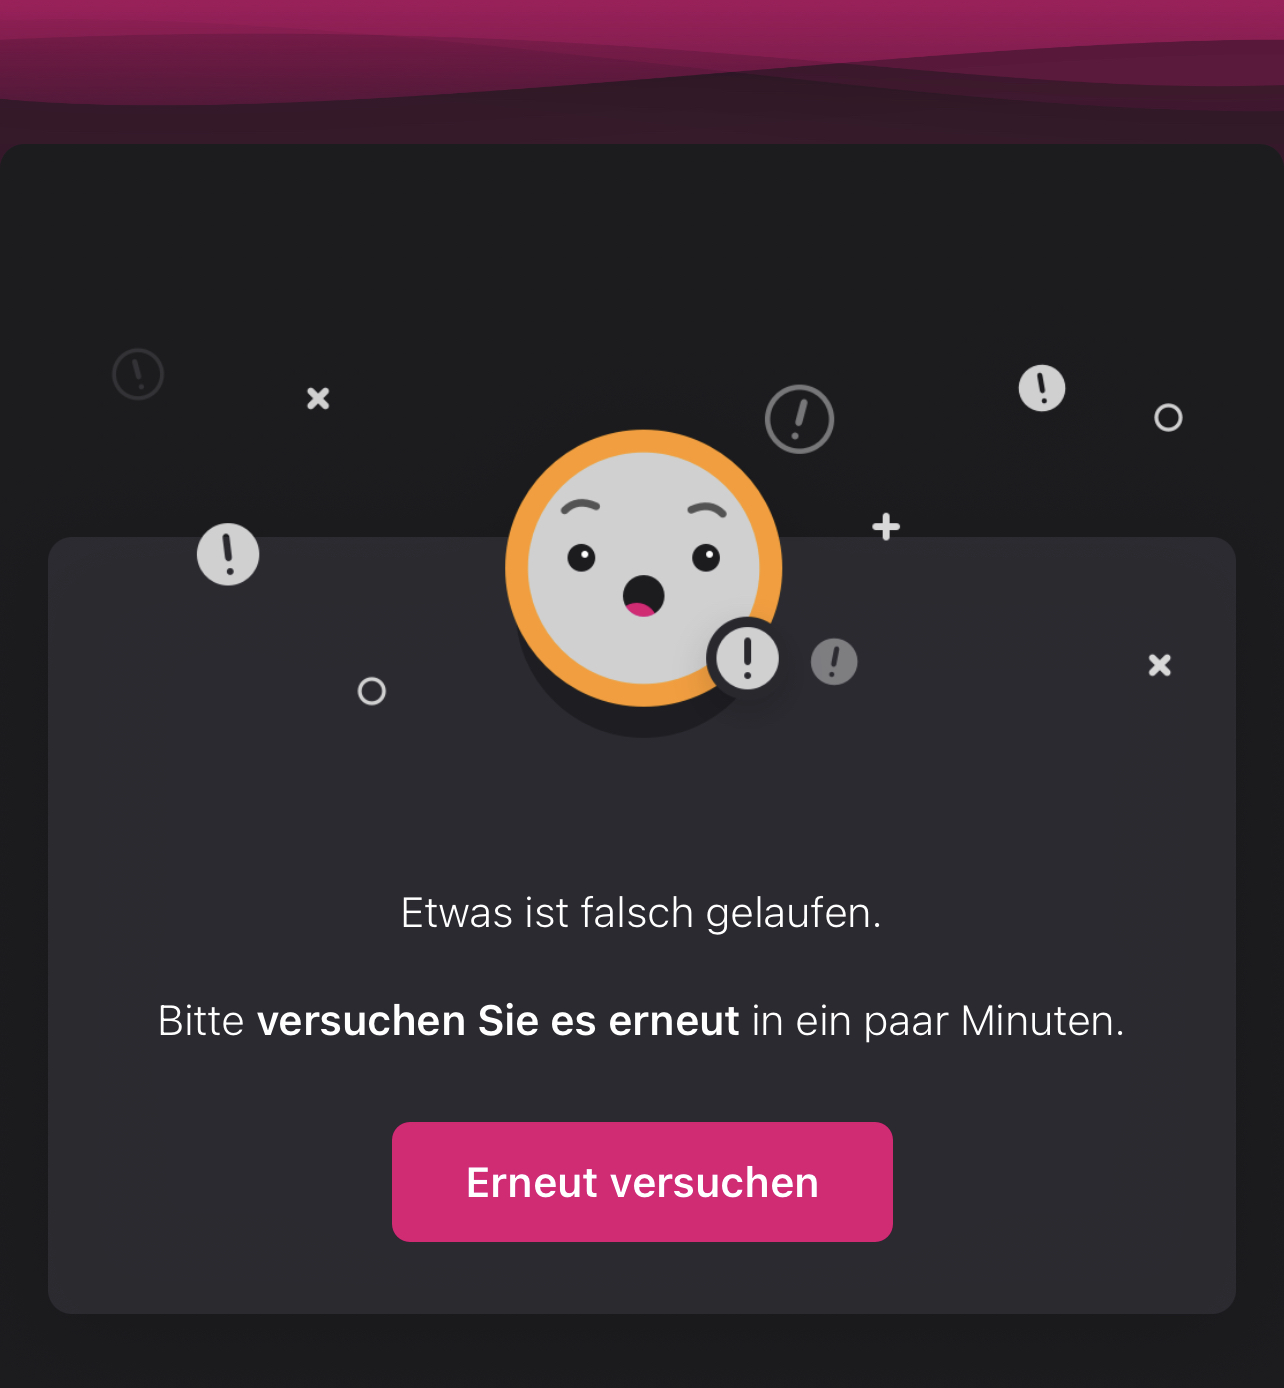 Etwas ist falsch gelaufen.
Bitte versuchen Sie es erneut in ein paar Minuten.
Erneut versuchen